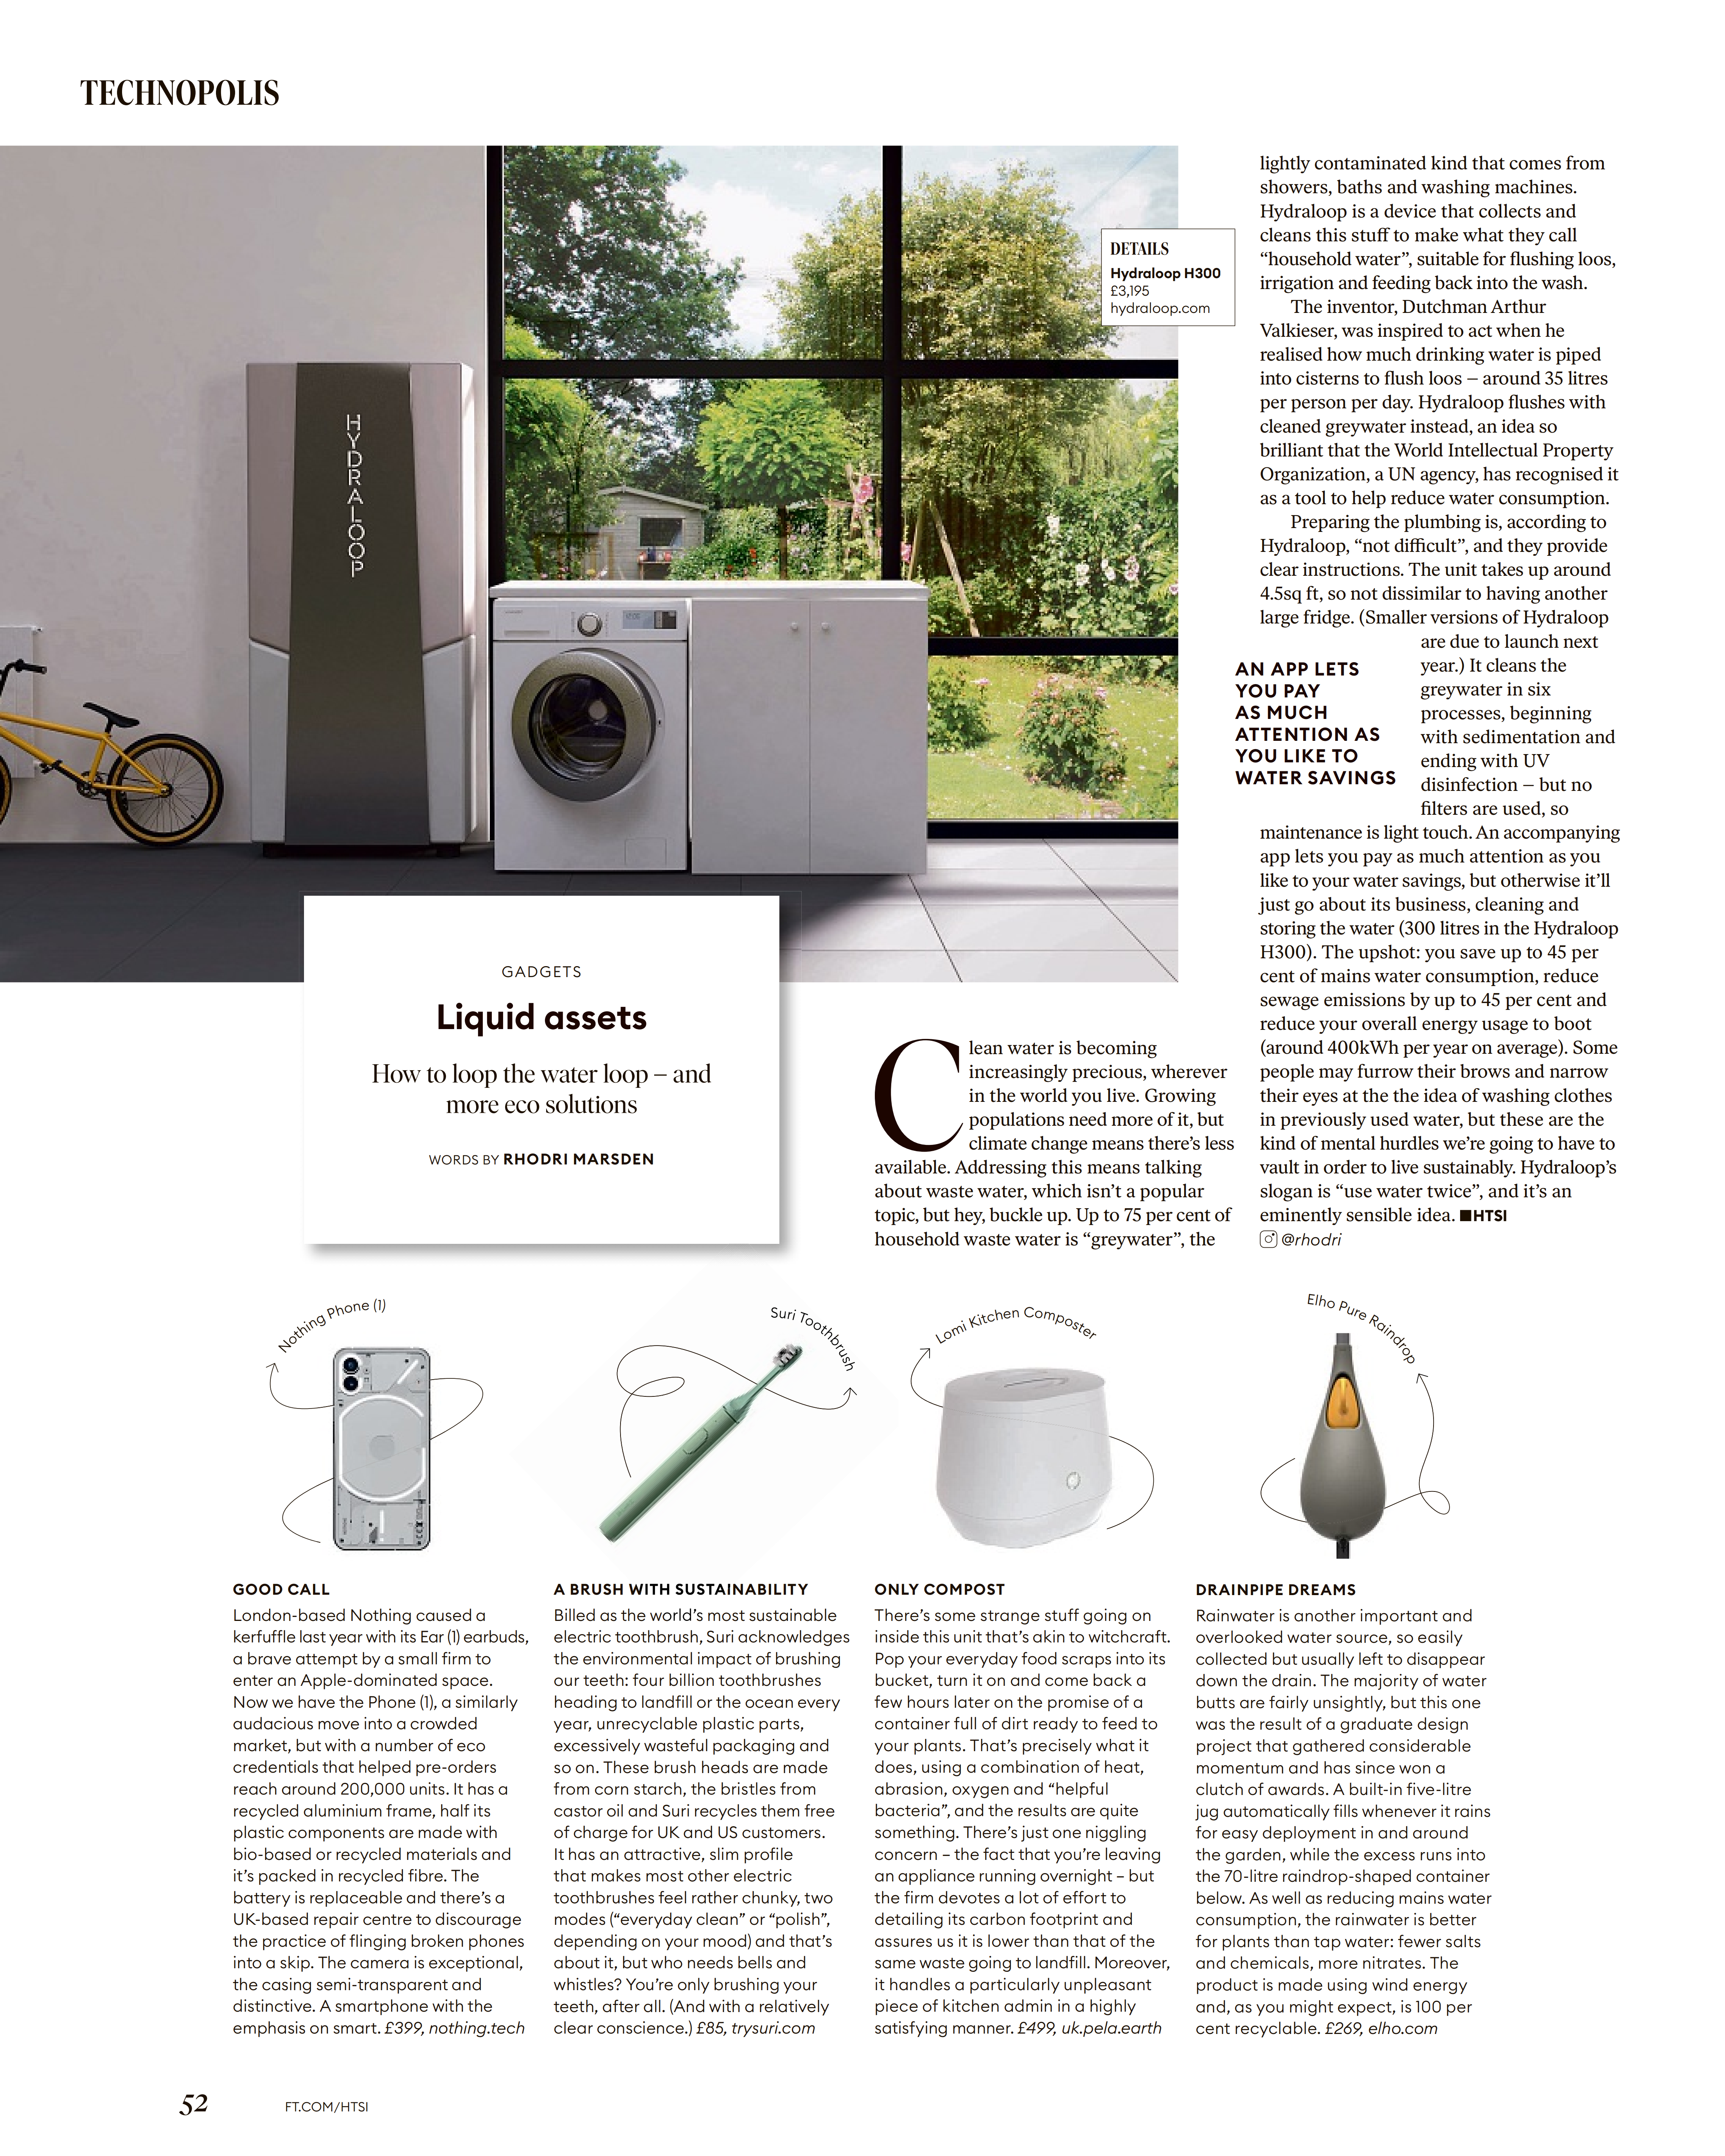 TECHNOPOLIS
HYDRALOOP
DETAILS
Hydraloop H300
£3,195
hydraloop.com
GADGETS
Liquid assets
How to loop the water loop – and
more eco solutions
WORDS BY RHODRI MARSDEN
Clean water is becoming
increasingly precious, wherever
in the world you live. Growing
populations need more of it, but
climate change means there's less
available. Addressing this means talking
about waste water, which isn't a popular
topic, but hey, buckle up. Up to 75 per cent of
household waste water is “greywater”, the
lightly contaminated kind that comes from
showers, baths and washing machines.
Hydraloop is a device that collects and
cleans this stuff to make what they call
“household water”, suitable for flushing loos,
irrigation and feeding back into the wash.
The inventor, Dutchman Arthur
Valkieser, was inspired to act when he
realised how much drinking water is piped
into cisterns to flush loos – around 35 litres
per person per day. Hydraloop flushes with
cleaned greywater instead, an idea so
brilliant that the World Intellectual Property
Organization, a UN agency, has recognised it
as a tool to help reduce water consumption.
Preparing the plumbing is, according to
Hydraloop, “not difficult”, and they provide
clear instructions. The unit takes up around
4.5sq ft, so not dissimilar to having another
large fridge. (Smaller versions of Hydraloop
are due to launch next
year.) It cleans the
greywater in six
processes, beginning
with sedimentation and
ending with UV
disinfection – but no
filters are used, so
maintenance is light touch. An accompanying
app lets you pay as much attention as you
like to your water savings, but otherwise it'll
just go about its business, cleaning and
storing the water (300 litres in the Hydraloop
H300). The upshot: you save up to 45 per
cent of mains water consumption, reduce
sewage emissions by up to 45 per cent and
reduce your overall energy usage to boot
(around 400kWh per year on average). Some
people may furrow their brows and narrow
their eyes at the the idea of washing clothes
in previously used water, but these are the
kind of mental hurdles we're going to have to
vault in order to live sustainably. Hydraloop's
slogan is “use water twice”, and it's an
eminently sensible idea. ■HTSI
@rhodri
AN APP LETS
YOU PAY
AS MUCH
ATTENTION AS
YOU LIKE TO
WATER SAVINGS
Nothing Phone (1)
Suri Toothbrush
Lomi Kitchen Composter
Elho Pure Raindrop
GOOD CALL
London-based Nothing caused a
kerfuffle last year with its Ear (1) earbuds,
a brave attempt by a small firm to
enter an Apple-dominated space.
Now we have the Phone (1), a similarly
audacious move into a crowded
market, but with a number of eco
credentials that helped pre-orders
reach around 200,000 units. It has a
recycled aluminium frame, half its
plastic components are made with
bio-based or recycled materials and
it's packed in recycled fibre. The
battery is replaceable and there's a
UK-based repair centre to discourage
the practice of flinging broken phones
into a skip. The camera is exceptional,
the casing semi-transparent and
distinctive. A smartphone with the
emphasis on smart. £399, nothing.tech
A BRUSH WITH SUSTAINABILITY
Billed as the world's most sustainable
electric toothbrush, Suri acknowledges
the environmental impact of brushing
our teeth: four billion toothbrushes
heading to landfill or the ocean every
year, unrecyclable plastic parts,
excessively wasteful packaging and
so on. These brush heads are made
from corn starch, the bristles from
castor oil and Suri recycles them free
of charge for UK and US customers.
It has an attractive, slim profile
that makes most other electric
toothbrushes feel rather chunky, two
modes (“everyday clean” or “polish”,
depending on your mood) and that's
about it, but who needs bells and
whistles? You're only brushing your
teeth, after all. (And with a relatively
clear conscience.) £85, trysuri.com
ONLY COMPOST
There's some strange stuff going on
inside this unit that's akin to witchcraft.
Pop your everyday food scraps into its
bucket, turn it on and come back a
few hours later on the promise of a
container full of dirt ready to feed to
your plants. That's precisely what it
does, using a combination of heat,
abrasion, oxygen and “helpful
bacteria”, and the results are quite
something. There's just one niggling
concern – the fact that you're leaving
an appliance running overnight – but
the firm devotes a lot of effort to
detailing its carbon footprint and
assures us it is lower than that of the
same waste going to landfill. Moreover,
it handles a particularly unpleasant
piece of kitchen admin in a highly
satisfying manner. £499, uk.pela.earth
DRAINPIPE DREAMS
Rainwater is another important and
overlooked water source, so easily
collected but usually left to disappear
down the drain. The majority of water
butts are fairly unsightly, but this one
was the result of a graduate design
project that gathered considerable
momentum and has since won a
clutch of awards. A built-in five-litre
jug automatically fills whenever it rains
for easy deployment in and around
the garden, while the excess runs into
the 70-litre raindrop-shaped container
below. As well as reducing mains water
consumption, the rainwater is better
for plants than tap water: fewer salts
and chemicals, more nitrates. The
product is made using wind energy
and, as you might expect, is 100 per
cent recyclable. £269, elho.com
52
FT.COM/HTSI